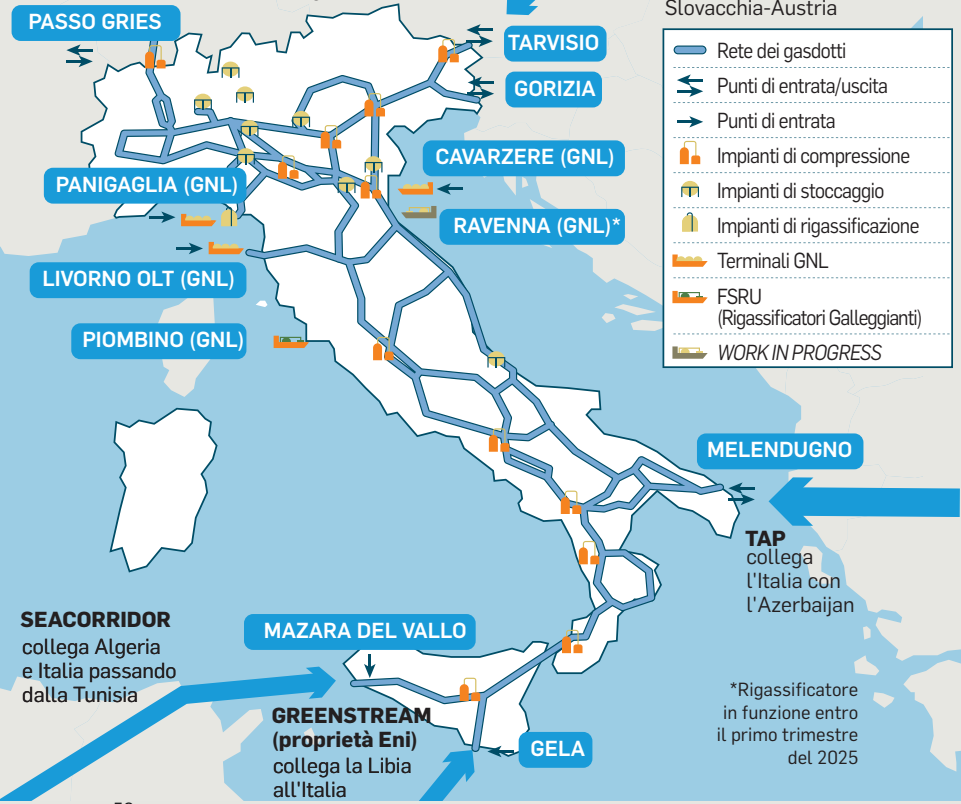 Slovacchia-Austria
PASSO GRIES
TARVISIO
GORIZIA
Rete dei gasdotti
Punti di entrata/uscita
Punti di entrata
Impianti di compressione
Impianti di stoccaggio
Impianti di rigassificazione
Terminali GNL
FSRU
(Rigassificatori Galleggianti)
WORK IN PROGRESS
CAVARZERE (GNL)
PANIGAGLIA (GNL)
RAVENNA (GNL)*
LIVORNO OLT (GNL)
PIOMBINO (GNL)
MELENDUGNO
TAP
collega
l'Italia con
l'Azerbaijan
SEACORRIDOR
collega Algeria
e Italia passando
dalla Tunisia
MAZARA DEL VALLO
GREENSTREAM
(proprietà Eni)
collega la Libia
all'Italia
GELA
*Rigassificatore
in funzione entro
il primo trimestre
del 2025